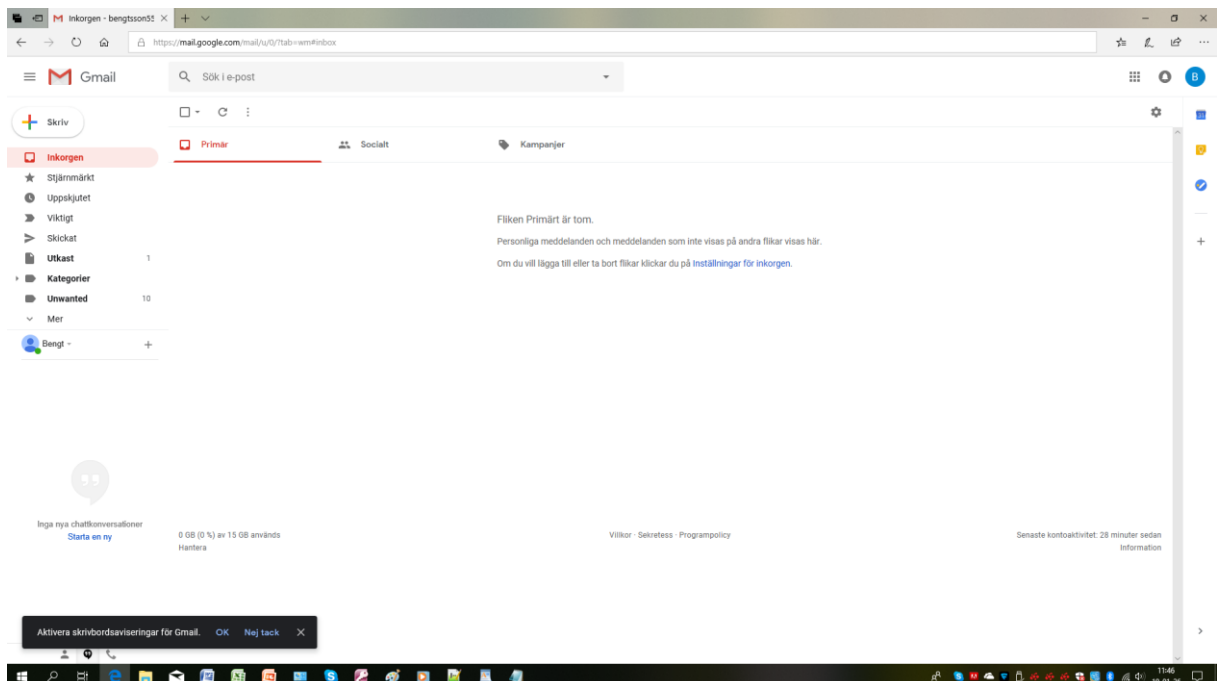 Inkorgen - bengtsson55
https://mail.google.com/mail/u/0/?tab=wm#inbox
Gmail
Sök i e-post
B
Skriv
Primär
Socialt
Kampanjer
Inkorgen
Stjärnmärkt
Uppskjutet
Viktigt
Skickat
Utkast 1
Kategorier
Unwanted 10
Mer
Bengt
Fliken Primärt är tom.
Personliga meddelanden och meddelanden som inte visas på andra flikar visas här.
Om du vill lägga till eller ta bort flikar klickar du på Inställningar för inkorgen.
Inga nya chattkonversationer
Starta en ny
0 GB (0 %) av 15 GB används
Hantera
Villkor · Sekretess · Programpolicy
Senaste kontoaktivitet: 28 minuter sedan
Information
Aktivera skrivbordsaviseringar för Gmail. OK Nej tack
11:46